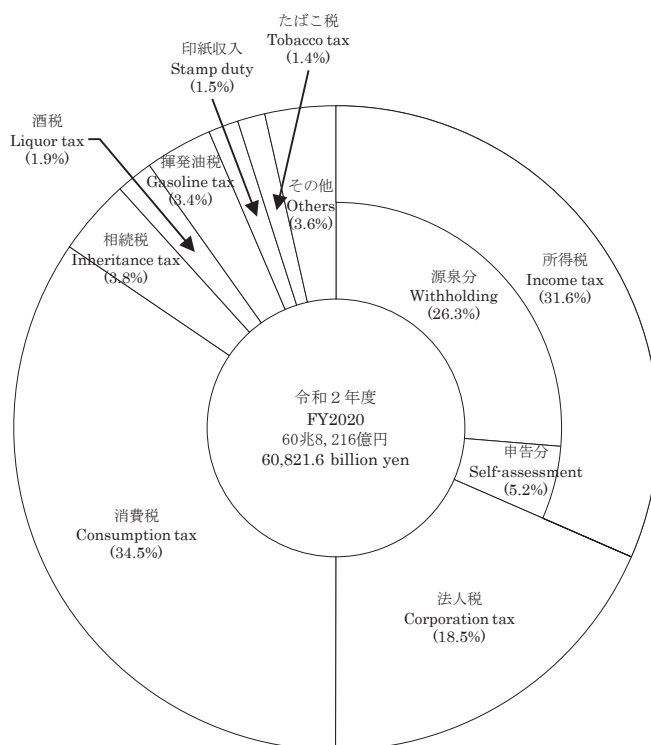 たばこ税
Tobacco tax
(1.4%)
印紙収入
Stamp duty
(1.5%)
酒税
Liquor tax
(1.9%)
揮発油税
Gasoline tax
(3.4%)
その他
Others
(3.6%)
相続税
Inheritance tax
(3.8%)
所得税
Income tax
(31.6%)
源泉分
Withholding
(26.3%)
申告分
Self-assessment
(5.2%)
令和2年度
FY2020
60兆8,216億円
60,821.6 billion yen
消費税
Consumption tax
(34.5%)
法人税
Corporation tax
(18.5%)